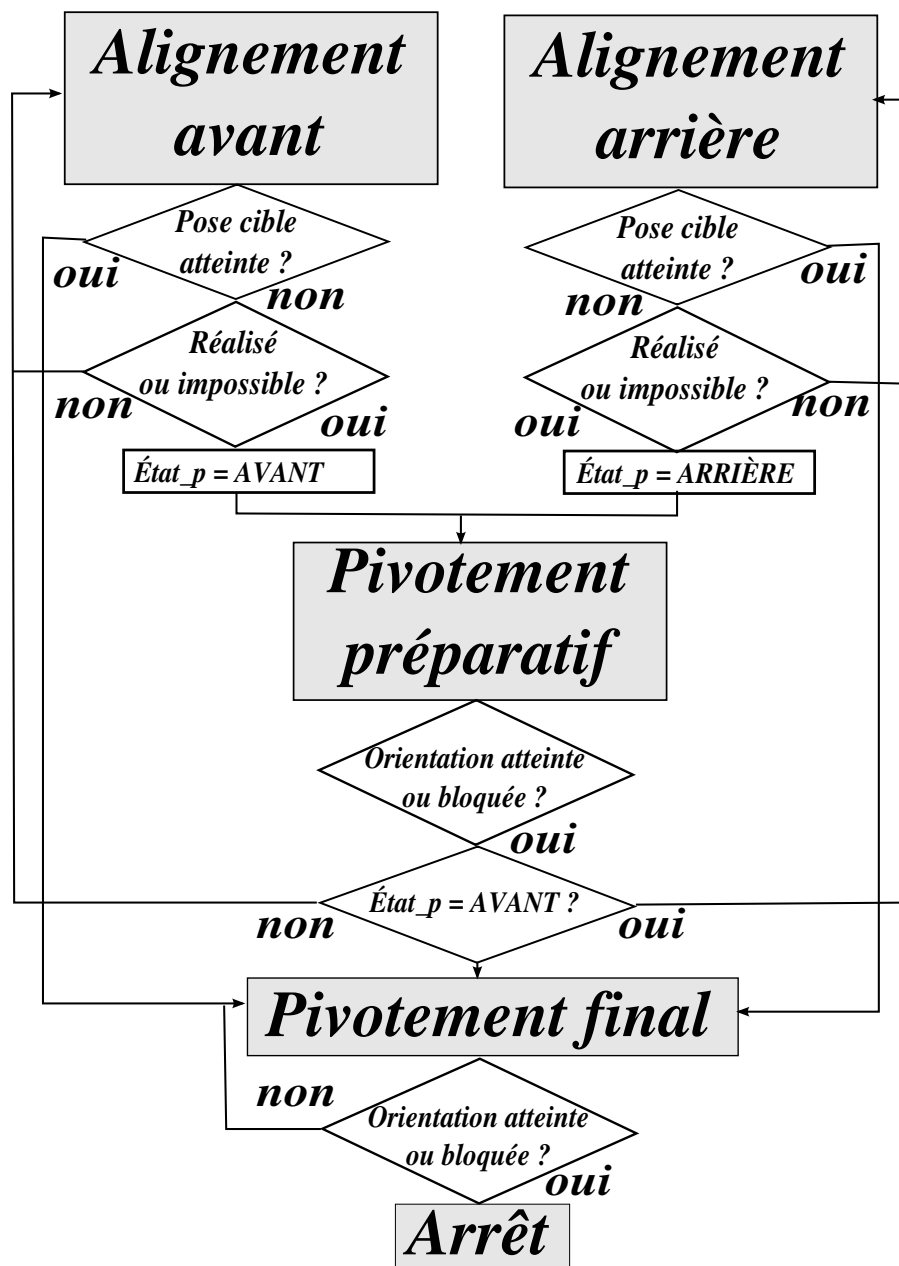 Alignement
avant
Alignement
arrière
Pose cible
atteinte ?
oui
non
Pose cible
atteinte ?
oui
non
Réalisé
ou impossible ?
non
oui
Réalisé
ou impossible ?
oui
non
État_p = AVANT
État_p = ARRIÈRE
Pivotement
préparatif
Orientation atteinte
ou bloquée ?
oui
État_p = AVANT ?
non
oui
Pivotement final
non
Orientation atteinte
ou bloquée ?
oui
Arrêt